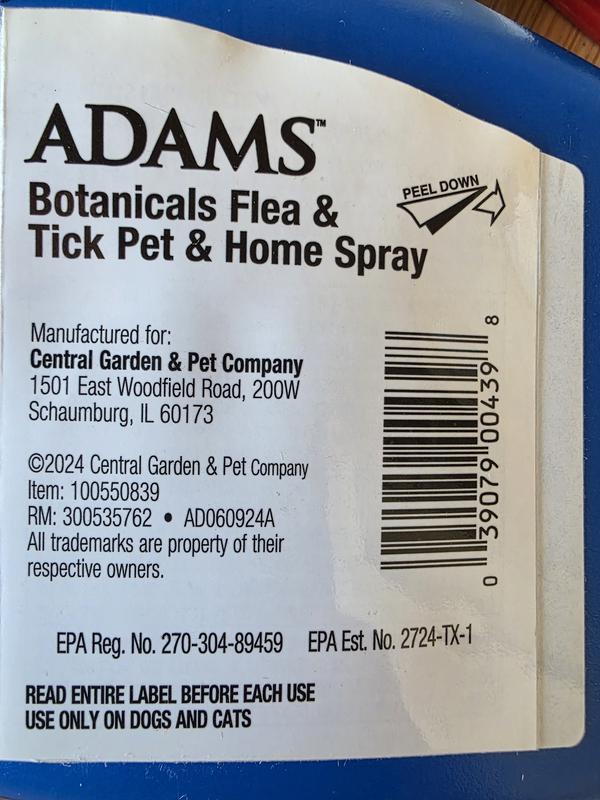 ADAMS™
Botanicals Flea &
Tick Pet & Home Spray
PEEL DOWN
Manufactured for:
Central Garden & Pet Company
1501 East Woodfield Road, 200W
Schaumburg, IL 60173
©2024 Central Garden & Pet Company
Item: 100550839
RM: 300535762 • AD060924A
All trademarks are property of their
respective owners.
0 39079 00439 8
EPA Reg. No. 270-304-89459 EPA Est. No. 2724-TX-1
READ ENTIRE LABEL BEFORE EACH USE
USE ONLY ON DOGS AND CATS